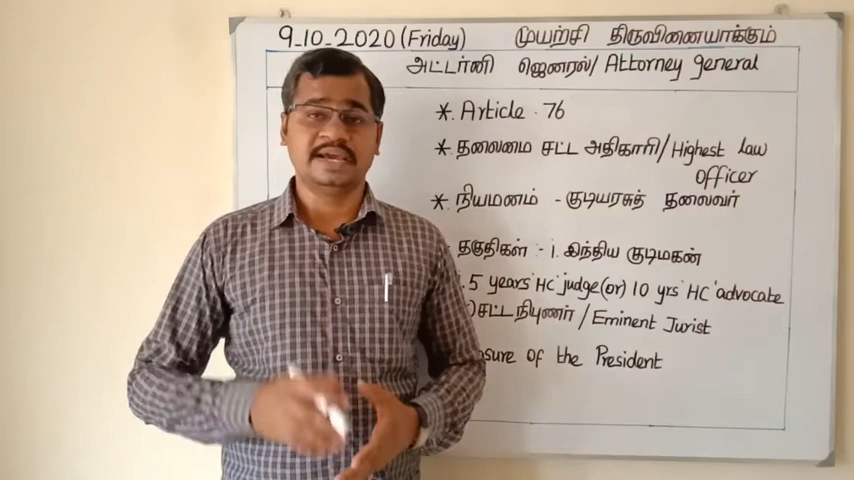 9-10-2020 (Friday) முயற்சி திருவினையாக்கும்
அட்டர்னி ஜெனரல்/ Attorney general
* Article 76
* தலைமை சட்ட அதிகாரி/Highest law
officer
* நியமனம் - குடியரசுத் தலைவர்
தகுதிகள் :- i. இந்திய குடிமகன்
. 5 years HC judge (or) 10 yrs HC advocate
) சட்ட நிபுணர் / Eminent Jurist
of the President